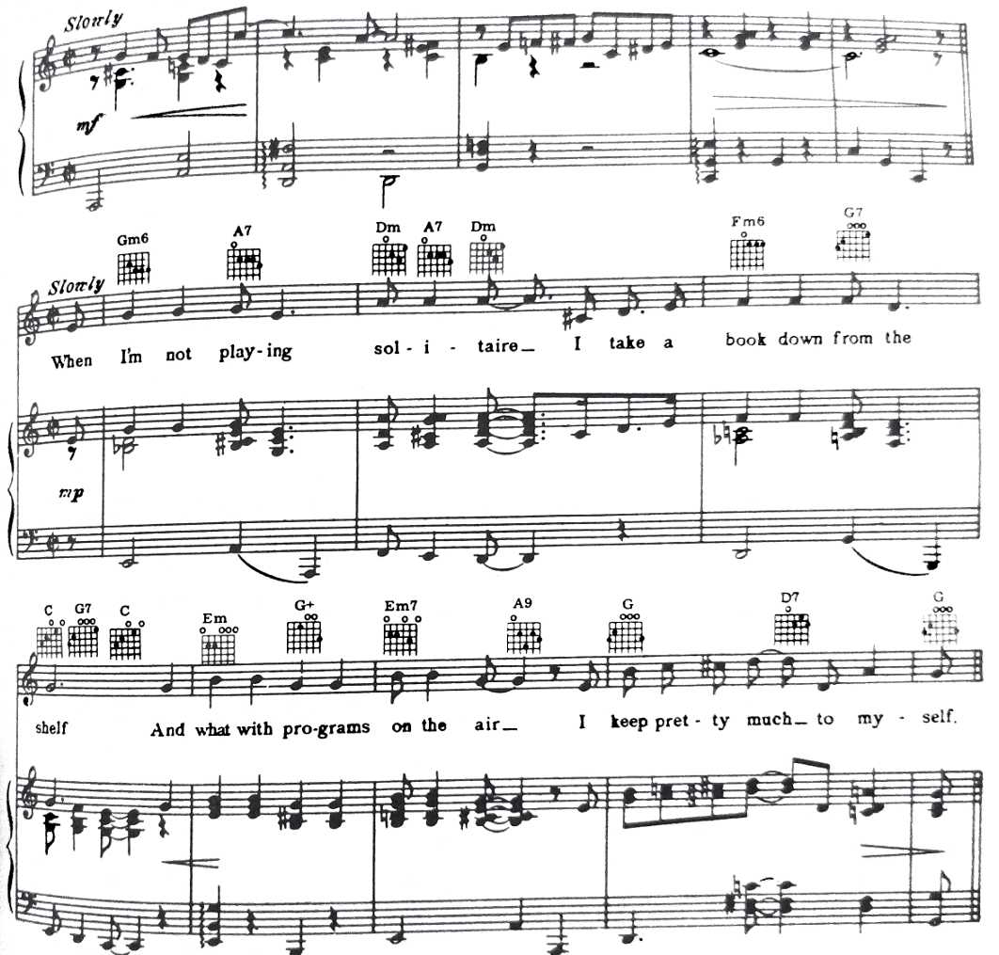 Slowly
mf
Gm6 A7 Dm A7 Dm Fm6 G7
Slowly
When I'm not play-ing sol - i - taire_ I take a book down from the
mp
C G7 C Em G+ Em7 A9 G D7 G
shelf And what with pro-grams on the air_ I keep pret - ty much_ to my - self.